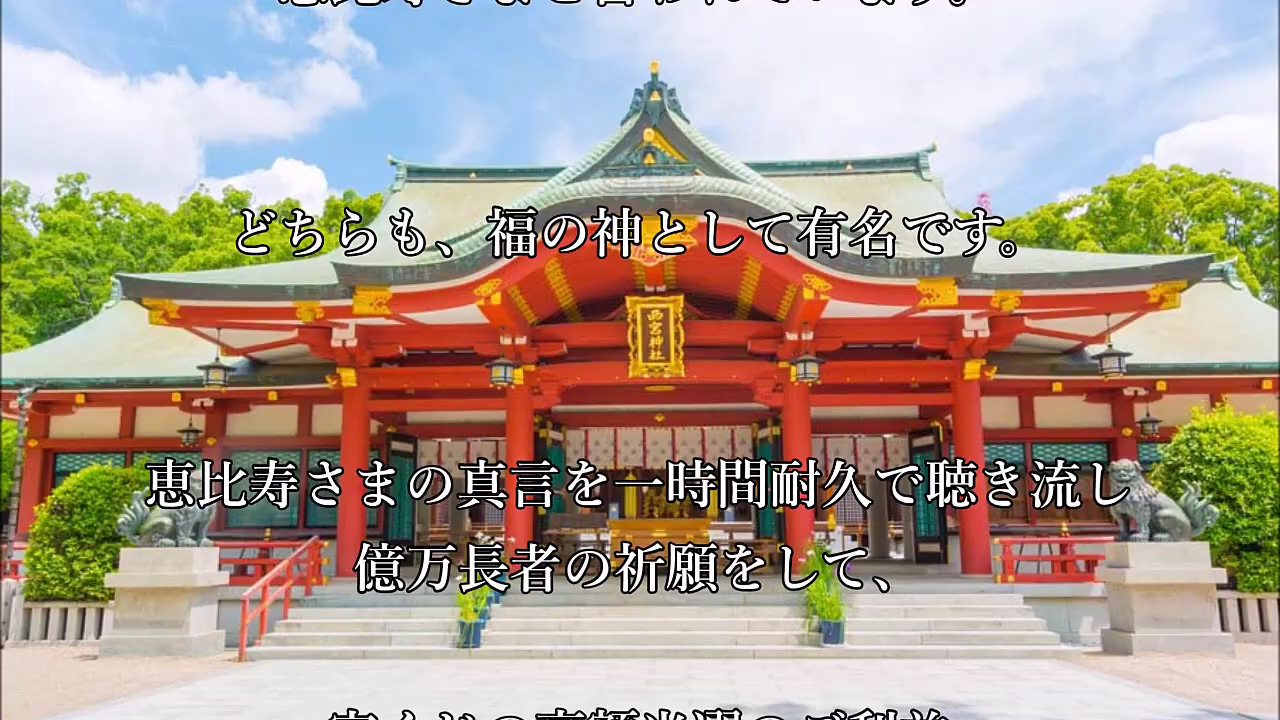 どちらも、福の神として有名です。
西宮神社
恵比寿さまの真言を一時間耐久で聴き流し
億万長者の祈願をして、